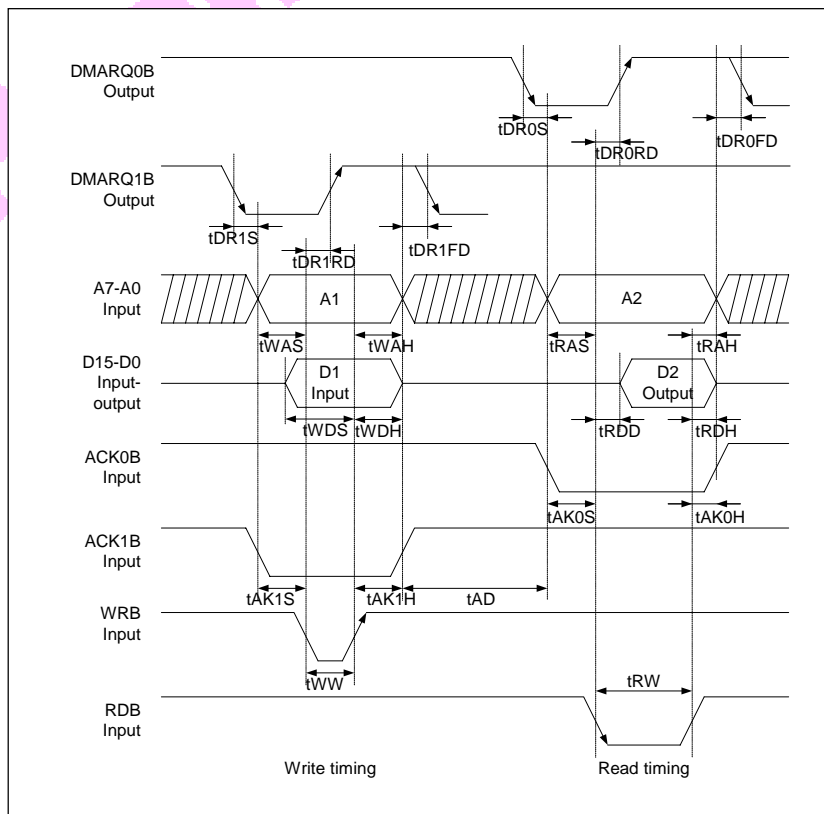 DMARQ0B
Output
tDR0S
tDR0RD
tDR0FD
DMARQ1B
Output
tDR1S
tDR1RD
tDR1FD
A7-A0
Input
A1
A2
tWAS
tWAH
tRAS
tRAH
D15-D0
Input-
output
D1
Input
D2
Output
tWDS
tWDH
tRDD
tRDH
ACK0B
Input
tAK0S
tAK0H
ACK1B
Input
tAK1S
tAK1H
tAD
WRB
Input
tWW
tRW
RDB
Input
Write timing
Read timing